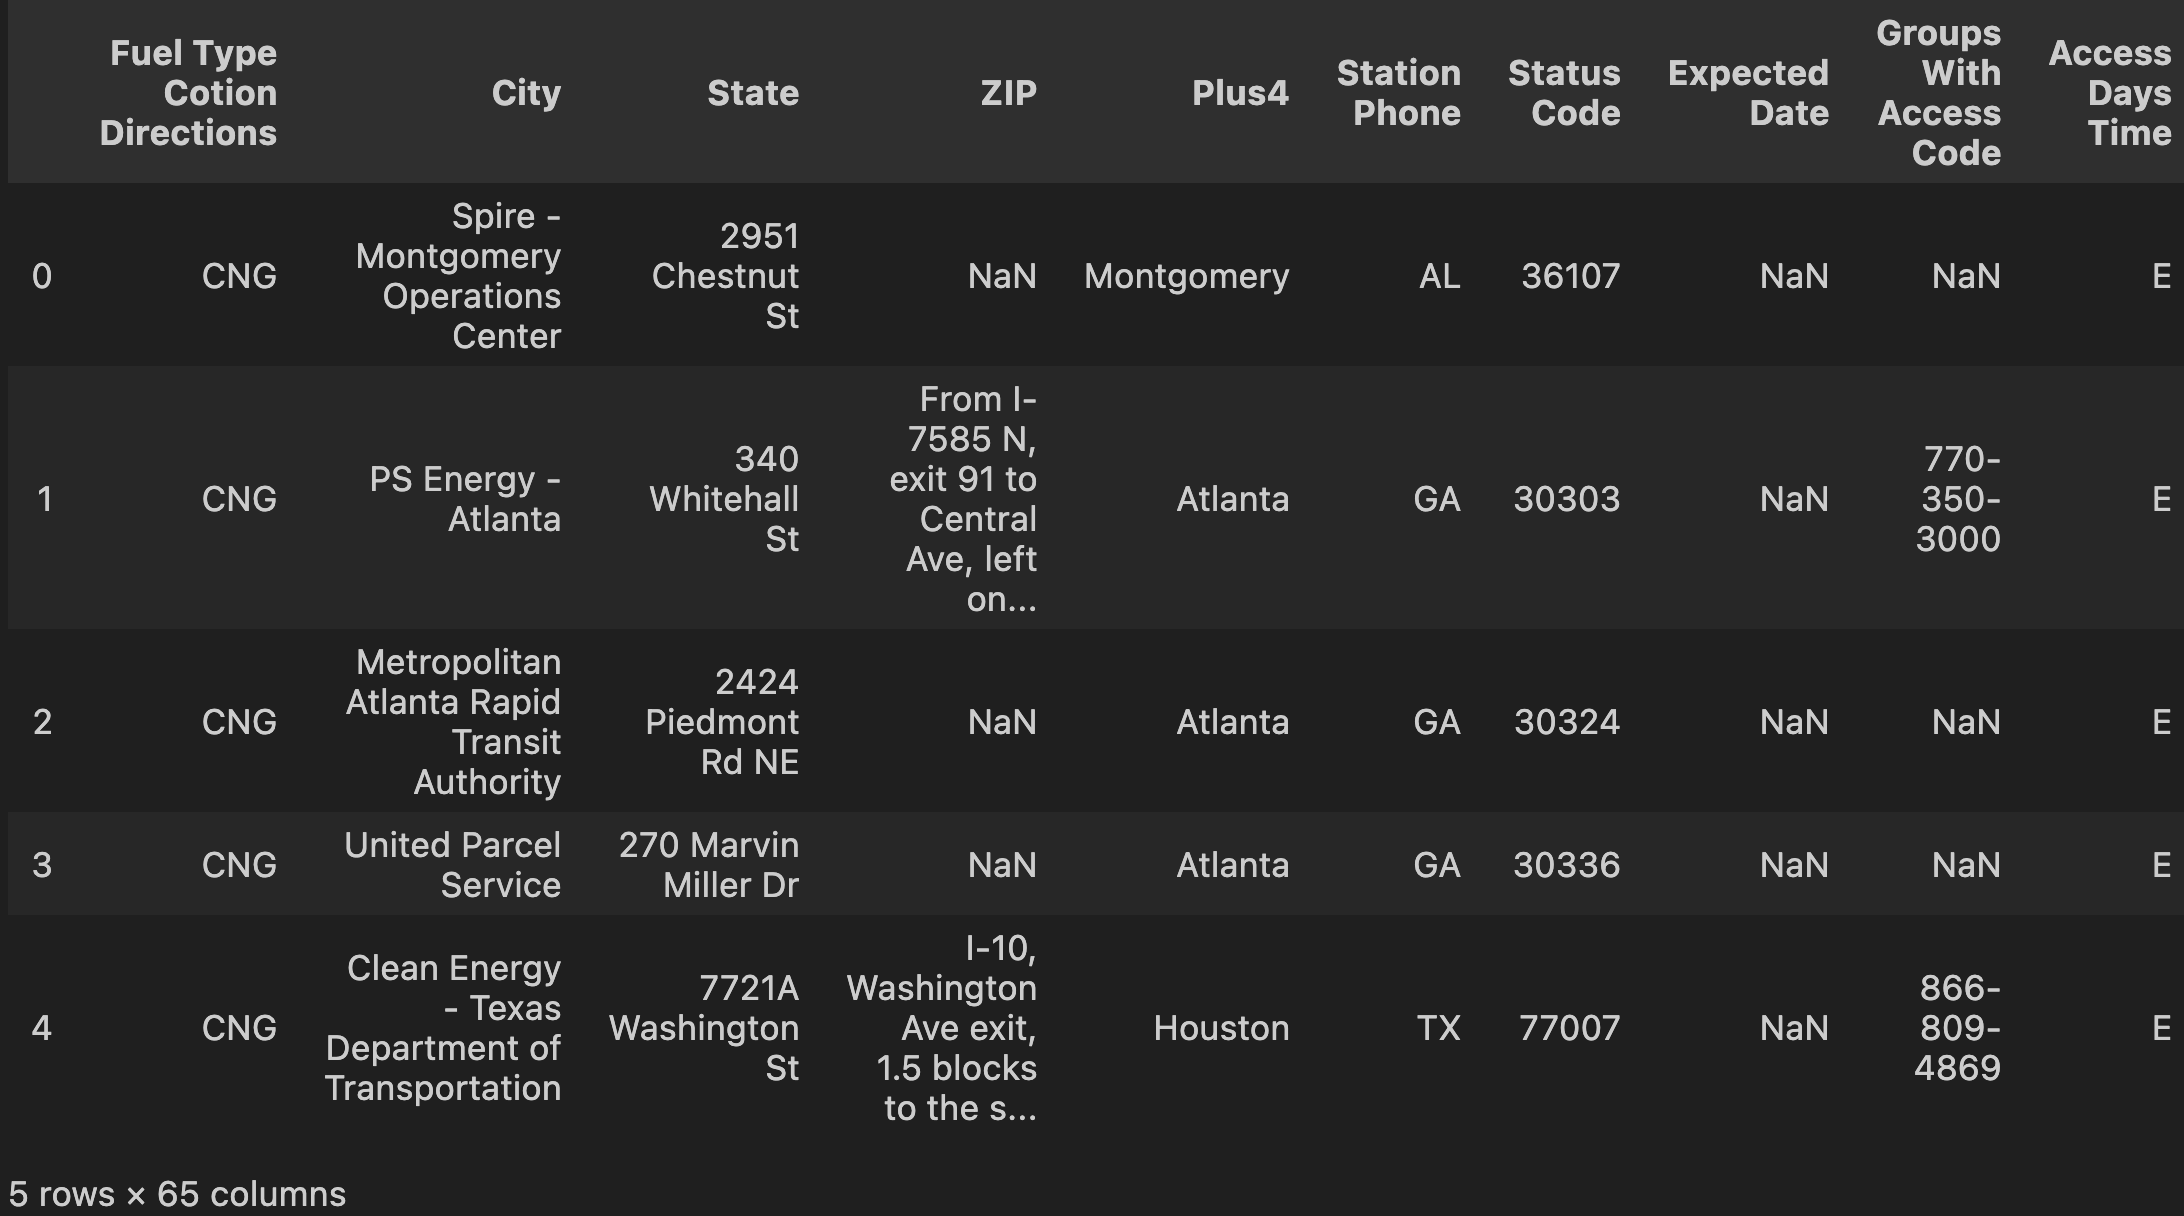 Fuel Type Cotion Directions City State ZIP Plus4 Station Phone Status Code Expected Date Groups With Access Code Access Days Time
0 CNG Spire - Montgomery Operations Center 2951 Chestnut St NaN Montgomery AL 36107 NaN NaN E
1 CNG PS Energy - Atlanta 340 Whitehall St From I-7585 N, exit 91 to Central Ave, left on... Atlanta GA 30303 NaN 770-350-3000 E
2 CNG Metropolitan Atlanta Rapid Transit Authority 2424 Piedmont Rd NE NaN Atlanta GA 30324 NaN NaN E
3 CNG United Parcel Service 270 Marvin Miller Dr NaN Atlanta GA 30336 NaN NaN E
4 CNG Clean Energy - Texas Department of Transportation 7721A Washington St I-10, Washington Ave exit, 1.5 blocks to the s... Houston TX 77007 NaN 866-809-4869 E
5 rows × 65 columns